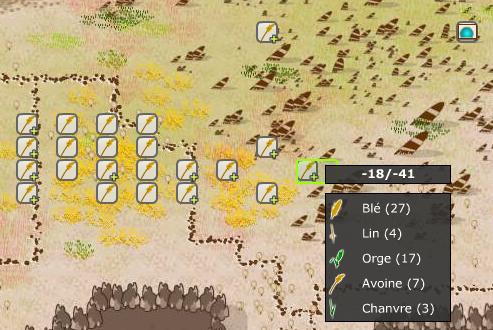 -18/-41
Blé (27)
Lin (4)
Orge (17)
Avoine (7)
Chanvre (3)